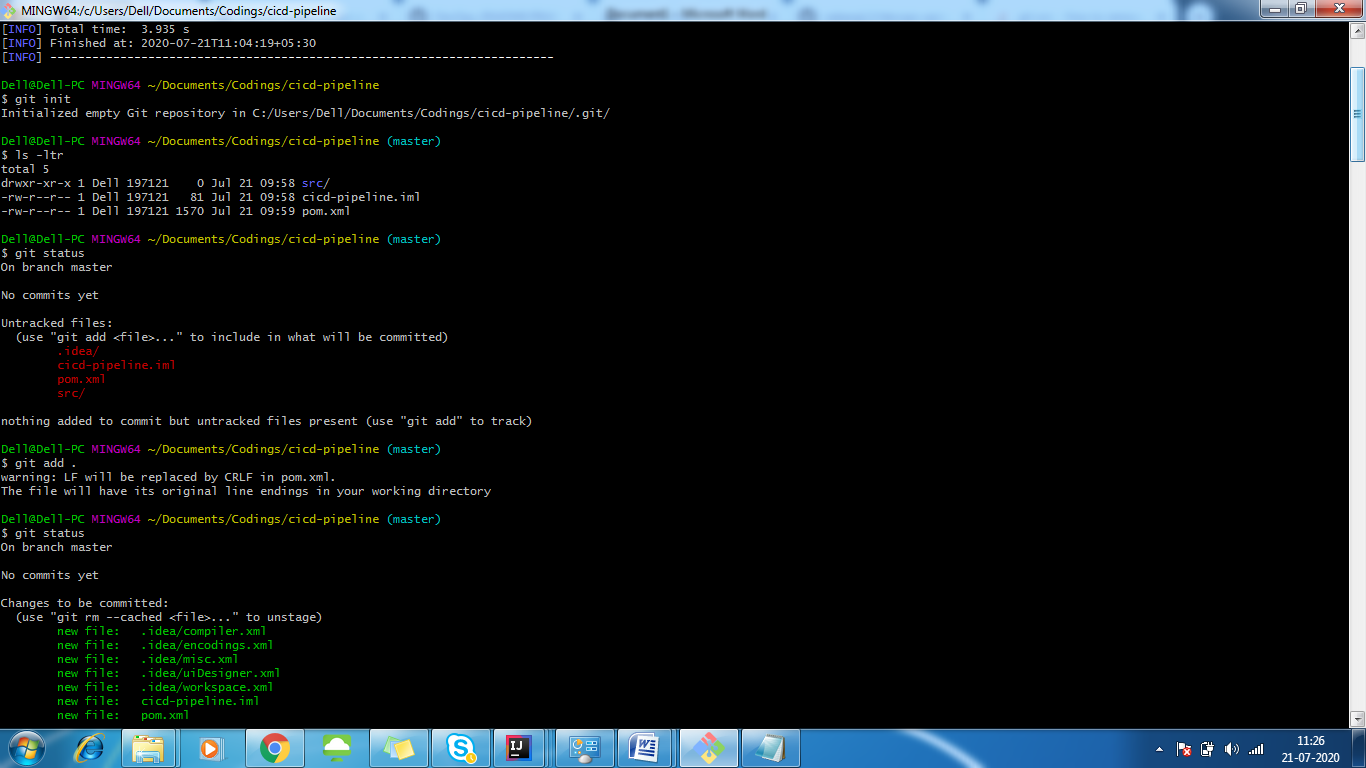 MINGW64:/c/Users/Dell/Documents/Codings/cicd-pipeline
[INFO] Total time:  3.935 s
[INFO] Finished at: 2020-07-21T11:04:19+05:30
[INFO] ------------------------------------------------------------------------
Dell@Dell-PC MINGW64 ~/Documents/Codings/cicd-pipeline
$ git init
Initialized empty Git repository in C:/Users/Dell/Documents/Codings/cicd-pipeline/.git/
Dell@Dell-PC MINGW64 ~/Documents/Codings/cicd-pipeline (master)
$ ls -ltr
total 5
drwxr-xr-x 1 Dell 197121    0 Jul 21 09:58 src/
-rw-r--r-- 1 Dell 197121   81 Jul 21 09:58 cicd-pipeline.iml
-rw-r--r-- 1 Dell 197121 1570 Jul 21 09:59 pom.xml
Dell@Dell-PC MINGW64 ~/Documents/Codings/cicd-pipeline (master)
$ git status
On branch master
No commits yet
Untracked files:
  (use "git add <file>..." to include in what will be committed)
        .idea/
        cicd-pipeline.iml
        pom.xml
        src/
nothing added to commit but untracked files present (use "git add" to track)
Dell@Dell-PC MINGW64 ~/Documents/Codings/cicd-pipeline (master)
$ git add .
warning: LF will be replaced by CRLF in pom.xml.
The file will have its original line endings in your working directory
Dell@Dell-PC MINGW64 ~/Documents/Codings/cicd-pipeline (master)
$ git status
On branch master
No commits yet
Changes to be committed:
  (use "git rm --cached <file>..." to unstage)
        new file:   .idea/compiler.xml
        new file:   .idea/encodings.xml
        new file:   .idea/misc.xml
        new file:   .idea/uiDesigner.xml
        new file:   .idea/workspace.xml
        new file:   cicd-pipeline.iml
        new file:   pom.xml
11:26
21-07-2020